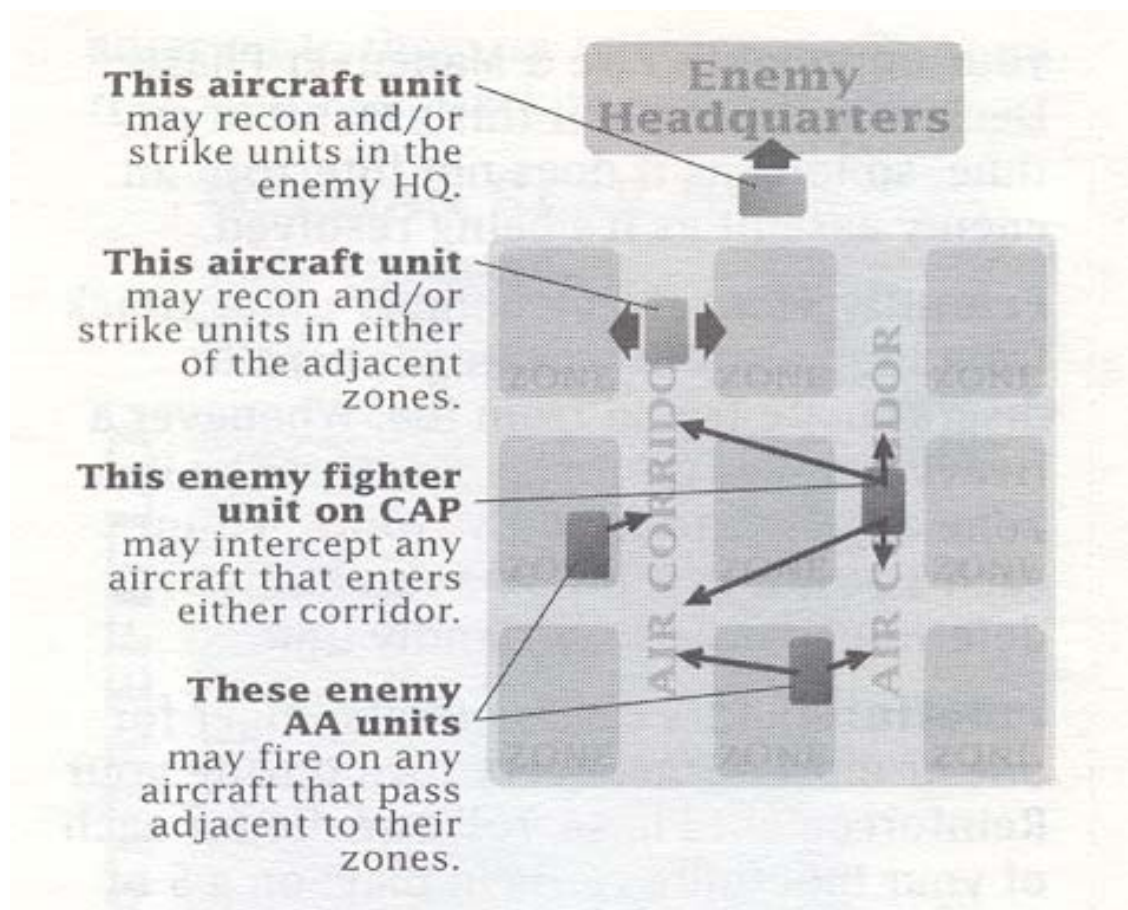 This aircraft unit
may recon and/or
strike units in the
enemy HQ.
Enemy
Headquarters
This aircraft unit
may recon and/or
strike units in either
of the adjacent
zones.
This enemy fighter
unit on CAP
may intercept any
aircraft that enters
either corridor.
These enemy
AA units
may fire on any
aircraft that pass
adjacent to their
zones.
AIR CORRIDO
AIR C DOR